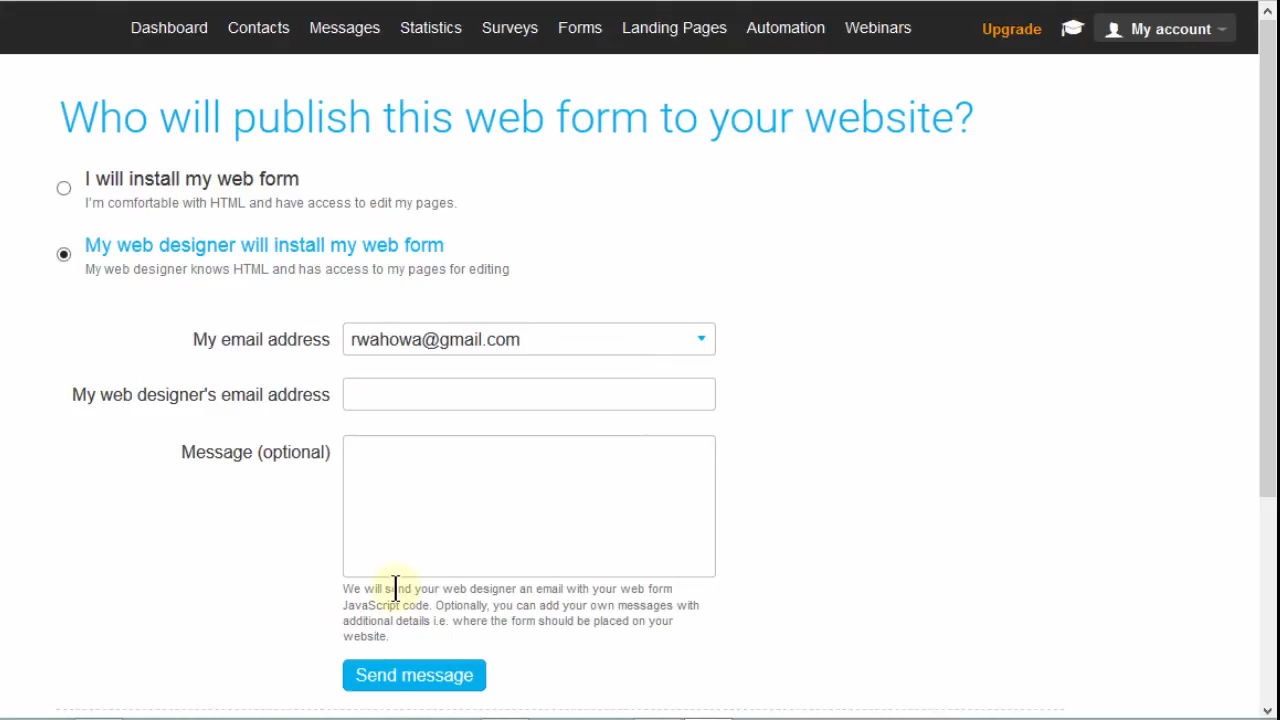 Dashboard Contacts Messages Statistics Surveys Forms Landing Pages Automation Webinars Upgrade My account
Who will publish this web form to your website?
I will install my web form
I'm comfortable with HTML and have access to edit my pages.
My web designer will install my web form
My web designer knows HTML and has access to my pages for editing
My email address rwahowa@gmail.com
My web designer's email address
Message (optional)
We will send your web designer an email with your web form
JavaScript code. Optionally, you can add your own messages with
additional details i.e. where the form should be placed on your
website.
Send message